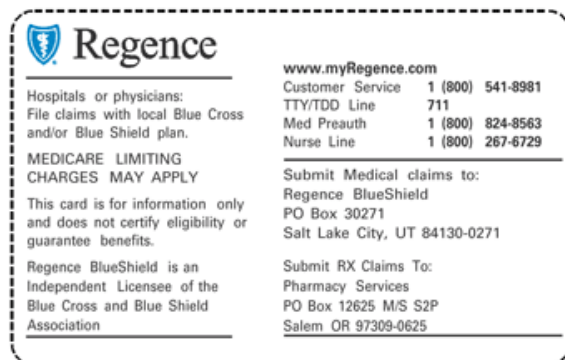 Regence
Hospitals or physicians:
File claims with local Blue Cross
and/or Blue Shield plan.
MEDICARE LIMITING
CHARGES MAY APPLY
This card is for information only
and does not certify eligibility or
guarantee benefits.
Regence BlueShield is an
Independent Licensee of the
Blue Cross and Blue Shield
Association
www.myRegence.com
Customer Service 1 (800) 541-8981
TTY/TDD Line 711
Med Preauth 1 (800) 824-8563
Nurse Line 1 (800) 267-6729
Submit Medical claims to:
Regence BlueShield
PO Box 30271
Salt Lake City, UT 84130-0271
Submit RX Claims To:
Pharmacy Services
PO Box 12625 M/S S2P
Salem OR 97309-0625